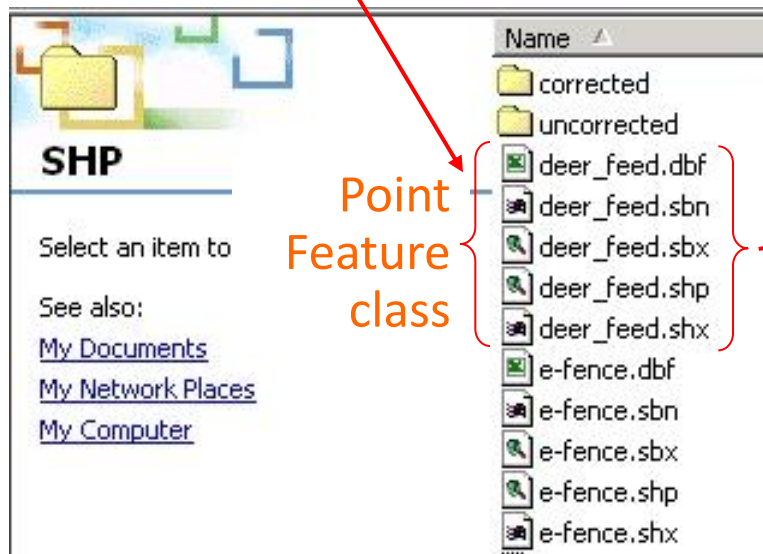 SHP
Select an item to
See also:
My Documents
My Network Places
My Computer
Point
Feature
class
Name
corrected
uncorrected
deer_feed.dbf
deer_feed.sbn
deer_feed.sbx
deer_feed.shp
deer_feed.shx
e-fence.dbf
e-fence.sbn
e-fence.sbx
e-fence.shp
e-fence.shx